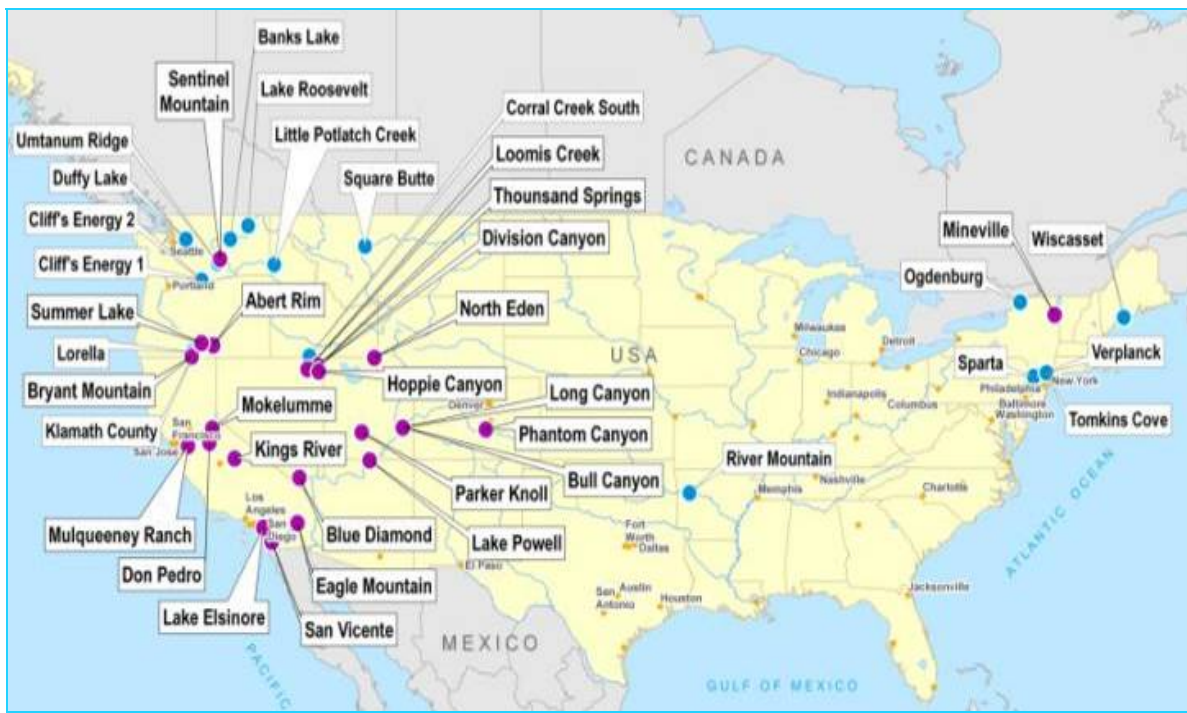 Banks Lake
Sentinel
Mountain
Lake Roosevelt
Corral Creek South
Umtanum Ridge
Little Potlatch Creek
Loomis Creek
CANADA
Duffy Lake
Square Butte
Thounsand Springs
Cliff's Energy 2
Division Canyon
Mineville
Wiscasset
Seattle
Cliff's Energy 1
Ogdenburg
Portland
Summer Lake
Abert Rim
North Eden
Milwaukee
Detroit
Lorella
USA
Chicago
Sparta
Verplanck
Bryant Mountain
Hoppie Canyon
Long Canyon
Philadelphia
New York
Mokelumme
Denver
Indianapolis
Columbus
Baltimore
Washington
Tomkins Cove
Klamath County
San
Francisco
San Jose
Kings River
Phantom Canyon
River Mountain
Bull Canyon
Nashville
Parker Knoll
Memphis
Charlotte
Mulqueeney Ranch
Los
Angeles
San
Diego
Blue Diamond
Lake Powell
Fort
Worth
Dallas
ATLANTIC OCEAN
Don Pedro
Eagle Mountain
El Paso
Lake Elsinore
San Vicente
San
Antonio
Austin
Houston
Jacksonville
MEXICO
PACIFIC
GULF OF MEXICO